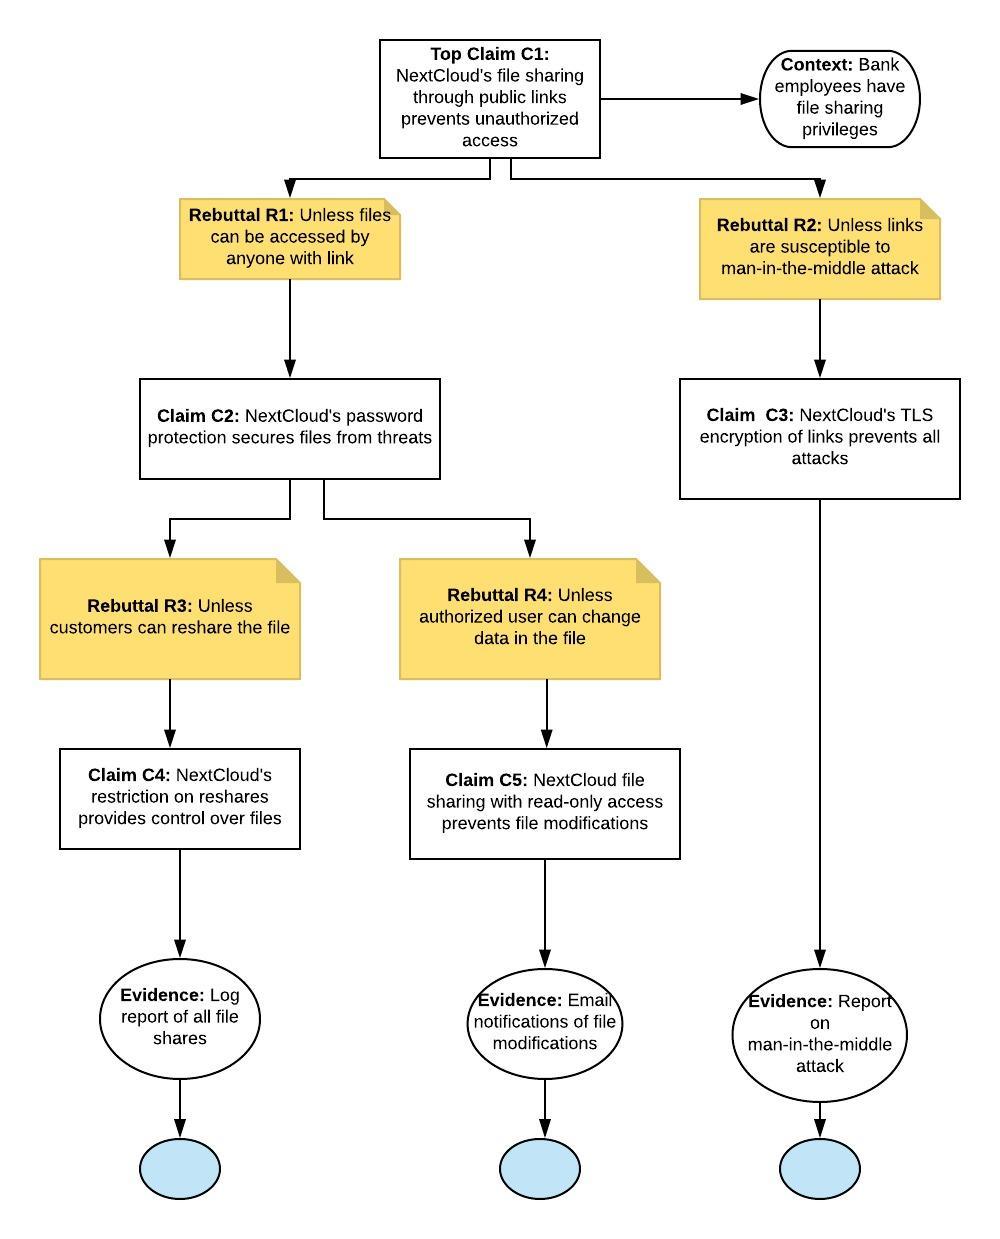 Top Claim C1:
NextCloud's file sharing
through public links
prevents unauthorized
access
Context: Bank
employees have
file sharing
privileges
Rebuttal R1: Unless files
can be accessed by
anyone with link
Rebuttal R2: Unless links
are susceptible to
man-in-the-middle attack
Claim C2: NextCloud's password
protection secures files from threats
Claim  C3: NextCloud's TLS
encryption of links prevents all
attacks
Rebuttal R3: Unless
customers can reshare the file
Rebuttal R4: Unless
authorized user can change
data in the file
Claim C4: NextCloud's
restriction on reshares
provides control over files
Claim C5: NextCloud file
sharing with read-only access
prevents file modifications
Evidence: Log
report of all file
shares
Evidence: Email
notifications of file
modifications
Evidence: Report
on
man-in-the-middle
attack